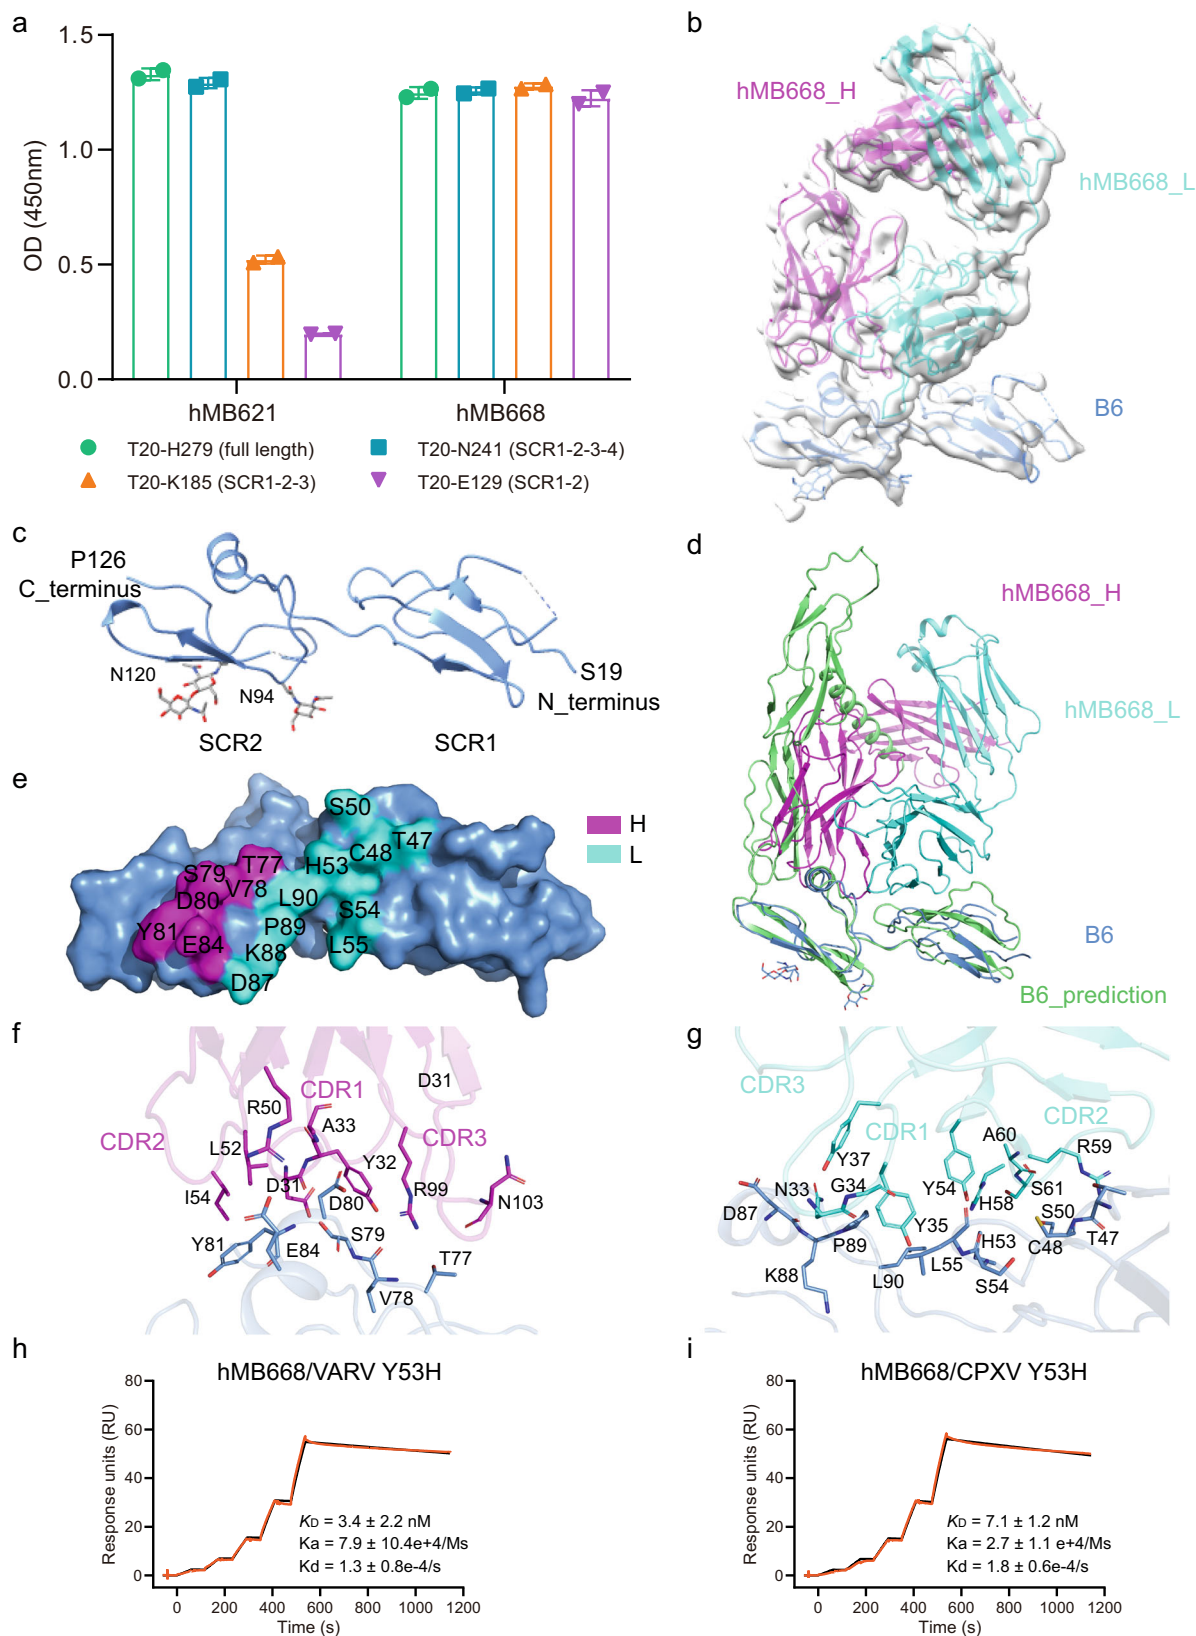 a
1.5
1.0
0.5
0.0
OD (450nm)
hMB621
hMB668
T20-H279 (full length)
T20-N241 (SCR1-2-3-4)
T20-K185 (SCR1-2-3)
T20-E129 (SCR1-2)
b
hMB668_H
hMB668_L
B6
c
P126
C_terminus
N120
N94
S19
N_terminus
SCR2
SCR1
d
hMB668_H
hMB668_L
B6
B6_prediction
e
S50
T47
C48
H53
S79
T77
V78
D80
L90
S54
Y81
E84
P89
K88
L55
D87
H
L
f
CDR1
D31
R50
A33
CDR2
L52
CDR3
Y32
I54
D31
D80
R99
N103
Y81
E84
S79
T77
V78
g
CDR3
CDR1
CDR2
A60
R59
Y37
N33
G34
Y54
H58
S61
D87
S50
P89
Y35
H53
C48
T47
K88
L90
L55
S54
h
hMB668/VARV Y53H
Response units (RU)
80
60
40
20
0
KD = 3.4 ± 2.2 nM
Ka = 7.9 ± 10.4e+4/Ms
Kd = 1.3 ± 0.8e-4/s
0 200 400 600 800 1000 1200
Time (s)
i
hMB668/CPXV Y53H
Response units (RU)
80
60
40
20
0
KD = 7.1 ± 1.2 nM
Ka = 2.7 ± 1.1 e+4/Ms
Kd = 1.8 ± 0.6e-4/s
0 200 400 600 800 1000 1200
Time (s)